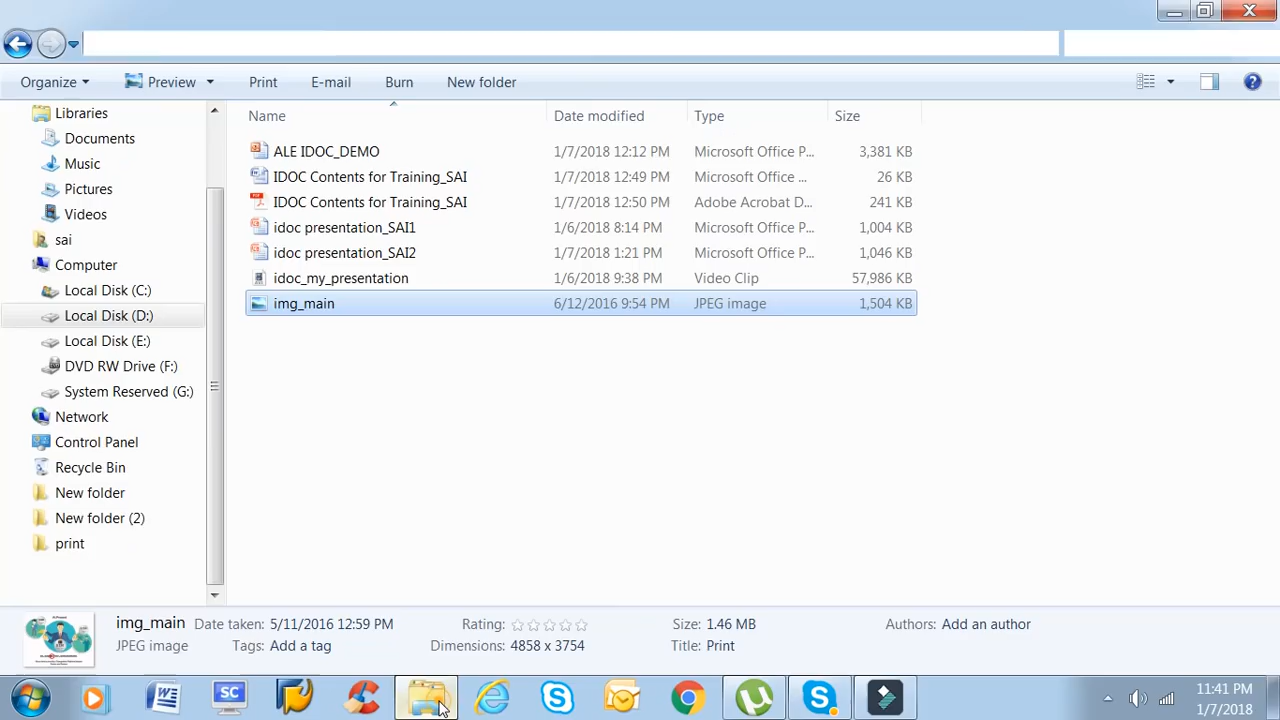 Organize Preview Print E-mail Burn New folder
Name Date modified Type Size
Libraries
Documents
Music
Pictures
Videos
sai
Computer
Local Disk (C:)
Local Disk (D:)
Local Disk (E:)
DVD RW Drive (F:)
System Reserved (G:)
Network
Control Panel
Recycle Bin
New folder
New folder (2)
print
ALE IDOC_DEMO 1/7/2018 12:12 PM Microsoft Office P... 3,381 KB
IDOC Contents for Training_SAI 1/7/2018 12:49 PM Microsoft Office ... 26 KB
IDOC Contents for Training_SAI 1/7/2018 12:50 PM Adobe Acrobat D... 241 KB
idoc presentation_SAI1 1/6/2018 8:14 PM Microsoft Office P... 1,004 KB
idoc presentation_SAI2 1/7/2018 1:21 PM Microsoft Office P... 1,046 KB
idoc_my_presentation 1/6/2018 9:38 PM Video Clip 57,986 KB
img_main 6/12/2016 9:54 PM JPEG image 1,504 KB
img_main Date taken: 5/11/2016 12:59 PM Rating: Size: 1.46 MB Authors: Add an author
JPEG image Tags: Add a tag Dimensions: 4858 x 3754 Title: Print
SC
11:41 PM
1/7/2018